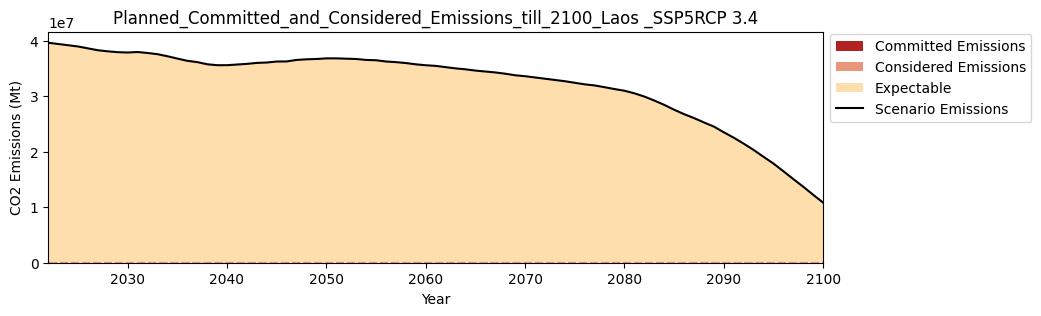 Planned_Committed_and_Considered_Emissions_till_2100_Laos _SSP5RCP 3.4
1e7
4
3
2
1
0
CO2 Emissions (Mt)
2030 2040 2050 2060 2070 2080 2090 2100
Year
Committed Emissions
Considered Emissions
Expectable
Scenario Emissions